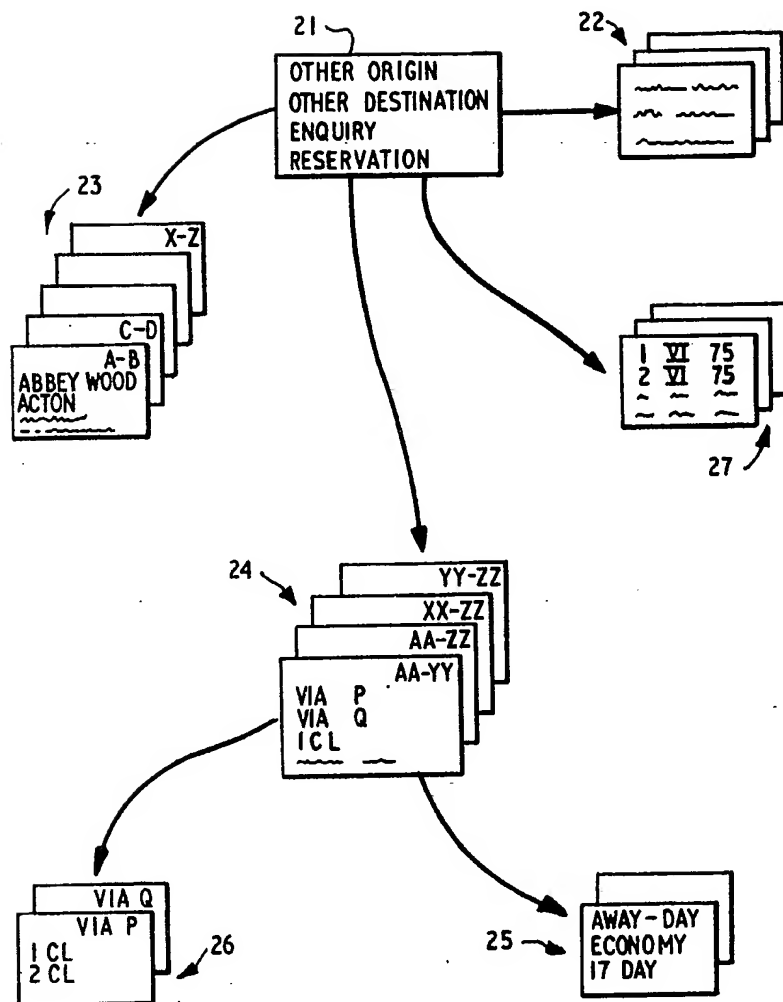 21
OTHER ORIGIN
OTHER DESTINATION
ENQUIRY
RESERVATION
22
23
X-Z
C-D
A-B
ABBEY WOOD
ACTON
1 VI 75
2 VI 75
27
24
YY-ZZ
XX-ZZ
AA-ZZ
AA-YY
VIA P
VIA Q
1 CL
VIA Q
VIA P
1 CL
2 CL
26
25
AWAY-DAY
ECONOMY
17 DAY